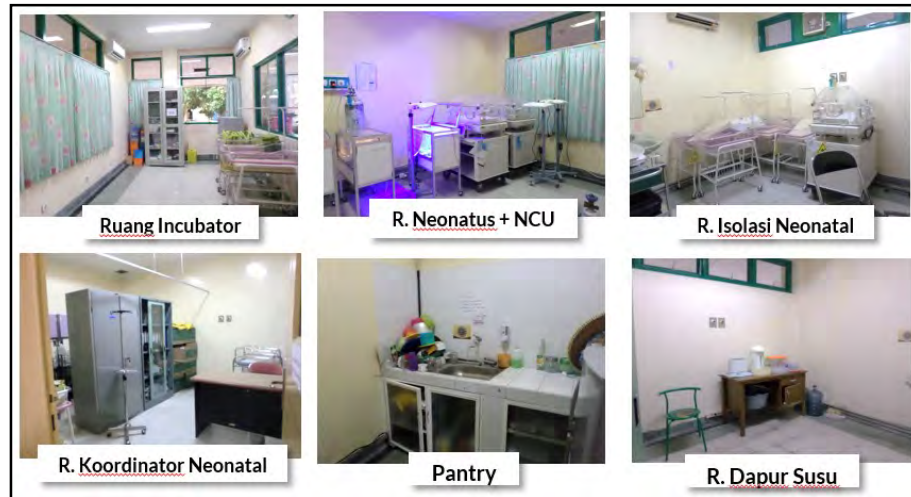 Ruang Incubator
R. Neonatus + NCU
R. Isolasi Neonatal
R. Koordinator Neonatal
Pantry
R. Dapur Susu